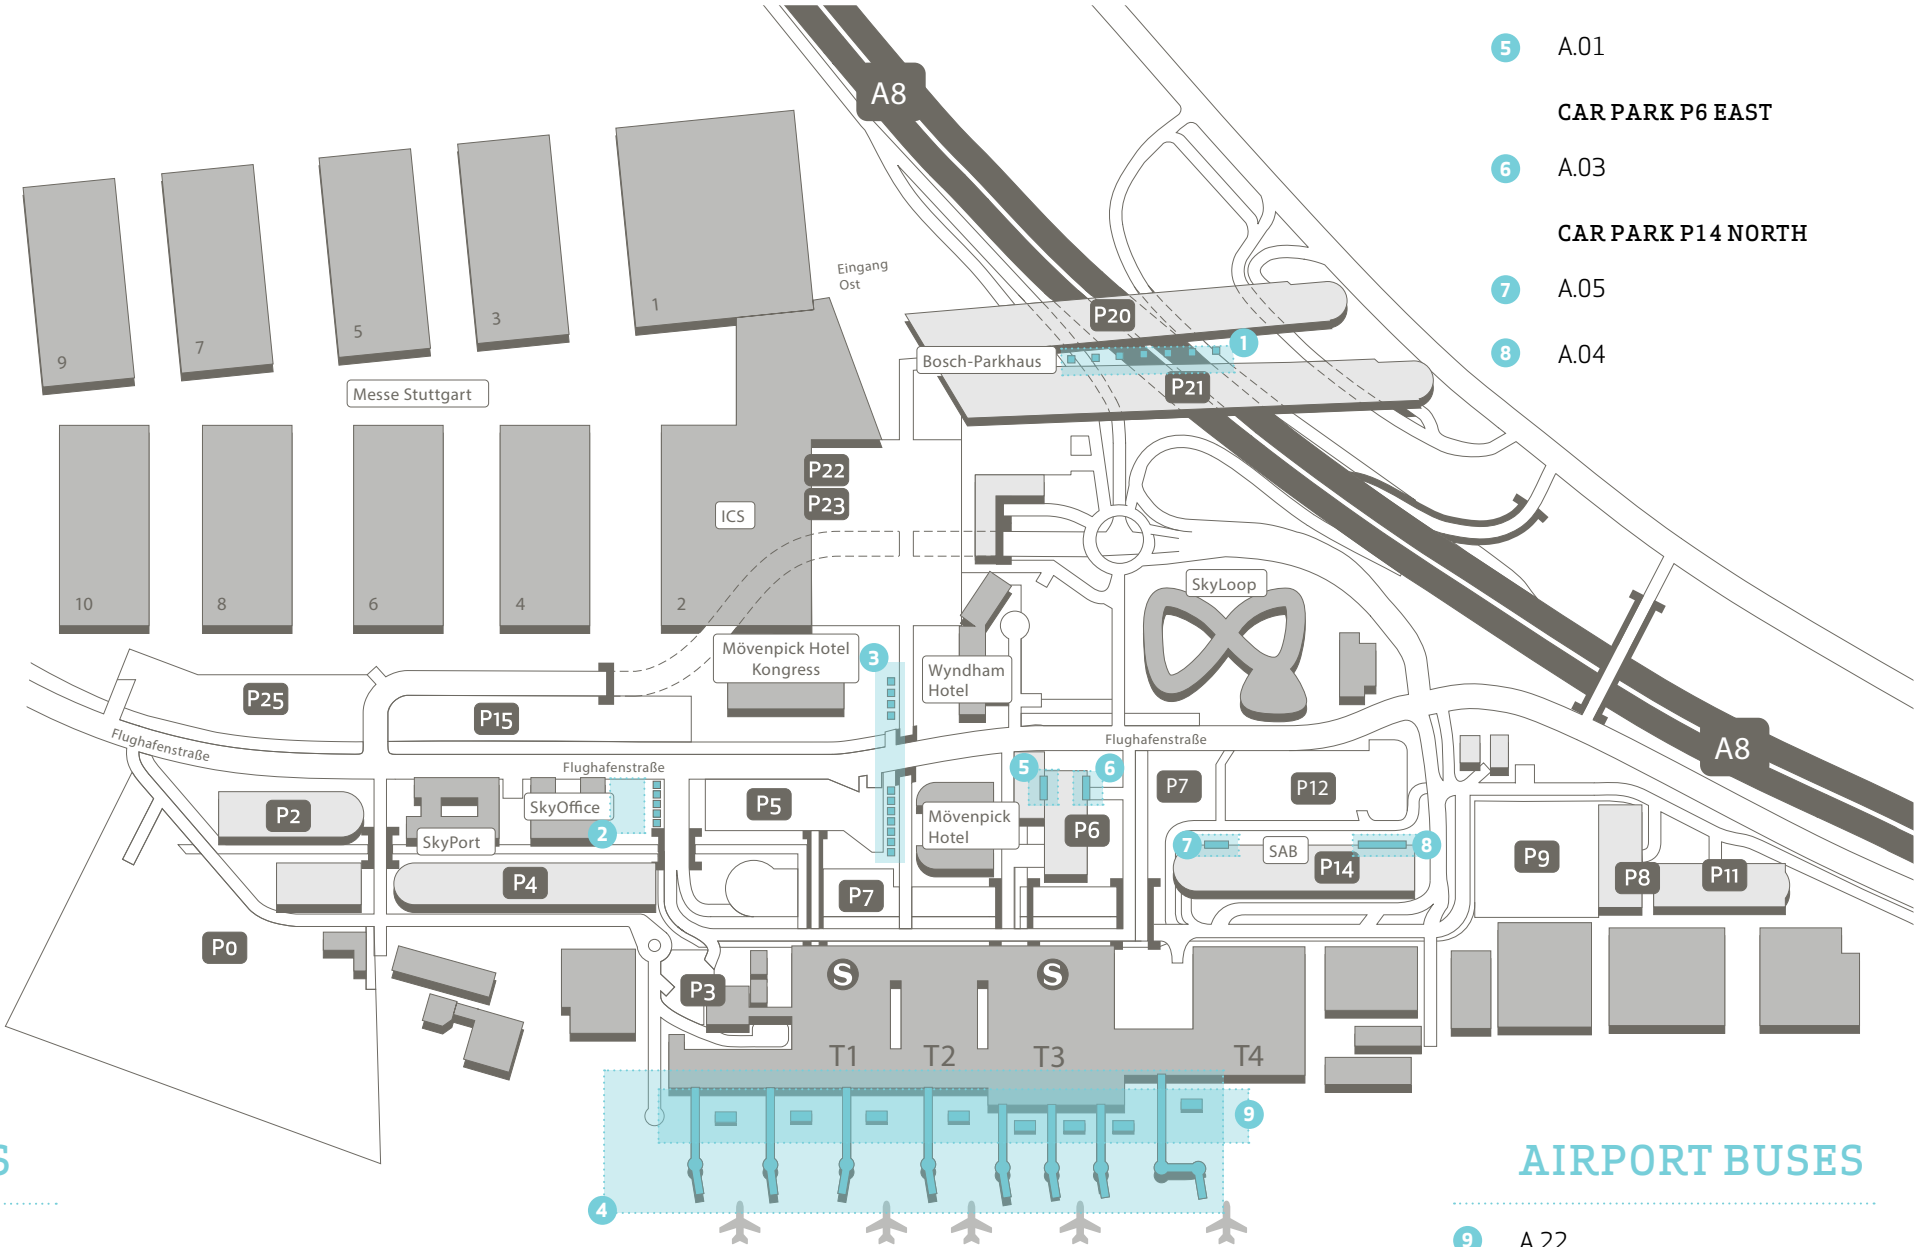 5 A.01
CAR PARK P6 EAST
6 A.03
CAR PARK P14 NORTH
7 A.05
8 A.04
A8
Eingang
Ost
1
3
5
7
9
P20
1
Bosch-Parkhaus
P21
Messe Stuttgart
P22
P23
ICS
10
8
6
4
2
SkyLoop
Mövenpick Hotel
Kongress
3
Wyndham
Hotel
P25
P15
Flughafenstraße
Flughafenstraße
Flughafenstraße
A8
5
6
P7
P12
P2
SkyOffice
2
P5
Mövenpick
Hotel
P6
SkyPort
7
SAB
8
P14
P9
P8
P11
P4
P7
P0
P3
S
S
T1
T2
T3
T4
9
4
S
AIRPORT BUSES
9 A.22